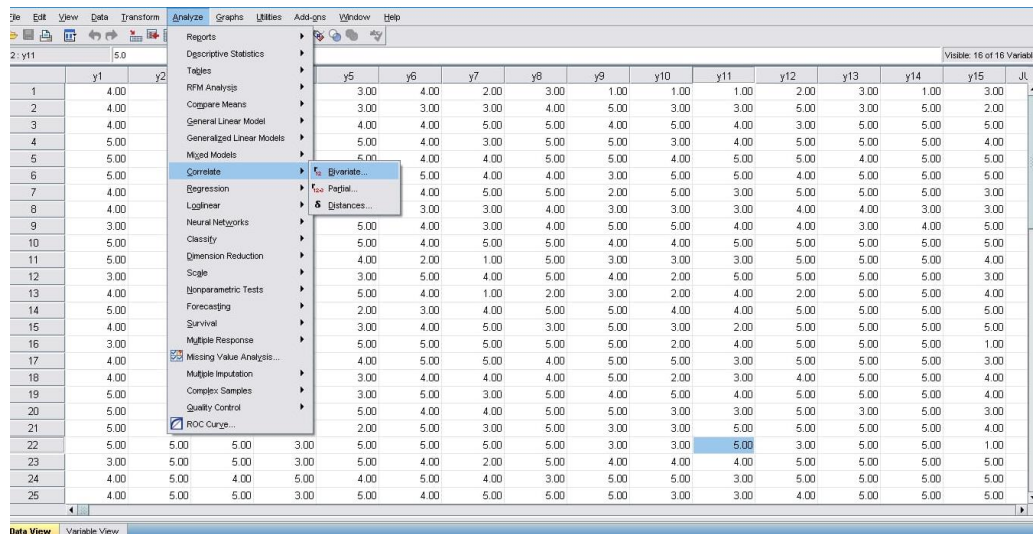 File Edit View Data Transform Analyze Graphs Utilities Add-ons Window Help
2 : y11 5.0 Visible: 16 of 16 Variabl
Reports
Descriptive Statistics
Tables
RFM Analysis
Compare Means
General Linear Model
Generalized Linear Models
Mixed Models
Correlate
Regression
Loglinear
Neural Networks
Classify
Dimension Reduction
Scale
Nonparametric Tests
Forecasting
Survival
Multiple Response
Missing Value Analysis...
Multiple Imputation
Complex Samples
Quality Control
ROC Curve...
Bivariate...
Partial...
Distances...
y1 y2 y5 y6 y7 y8 y9 y10 y11 y12 y13 y14 y15
1 4.00 3.00 4.00 2.00 3.00 1.00 1.00 1.00 2.00 3.00 1.00 3.00
2 4.00 3.00 3.00 3.00 4.00 5.00 3.00 4.00 3.00 5.00 5.00 2.00
3 4.00 4.00 4.00 5.00 5.00 4.00 5.00 4.00 3.00 5.00 5.00 5.00
4 5.00 5.00 4.00 3.00 5.00 4.00 3.00 5.00 5.00 5.00 5.00 4.00
5 4.00 5.00 4.00 4.00 5.00 5.00 4.00 5.00 5.00 4.00 5.00 5.00
6 5.00 5.00 4.00 4.00 3.00 5.00 5.00 4.00 5.00 5.00 5.00
7 4.00 4.00 5.00 5.00 2.00 5.00 3.00 5.00 5.00 5.00 3.00
8 4.00 3.00 3.00 4.00 3.00 3.00 3.00 4.00 4.00 3.00 3.00
9 3.00 5.00 4.00 3.00 4.00 5.00 5.00 4.00 3.00 4.00 4.00 5.00
10 5.00 4.00 5.00 4.00 5.00 4.00 4.00 5.00 5.00 5.00 5.00 5.00
11 5.00 4.00 2.00 1.00 5.00 3.00 3.00 3.00 5.00 5.00 5.00 4.00
12 3.00 3.00 5.00 4.00 5.00 4.00 2.00 5.00 5.00 5.00 4.00 3.00
13 4.00 5.00 4.00 1.00 2.00 3.00 2.00 4.00 2.00 5.00 5.00 4.00
14 5.00 2.00 3.00 4.00 5.00 5.00 4.00 4.00 5.00 5.00 5.00 5.00
15 4.00 3.00 4.00 5.00 3.00 5.00 3.00 2.00 5.00 5.00 5.00 5.00
16 3.00 5.00 4.00 5.00 5.00 5.00 2.00 4.00 5.00 5.00 5.00 1.00
17 4.00 4.00 5.00 5.00 4.00 5.00 5.00 3.00 5.00 5.00 5.00 3.00
18 4.00 3.00 4.00 4.00 4.00 5.00 2.00 3.00 4.00 5.00 5.00 4.00
19 5.00 3.00 5.00 3.00 5.00 5.00 4.00 3.00 5.00 5.00 5.00 4.00
20 5.00 5.00 4.00 4.00 5.00 5.00 3.00 3.00 3.00 5.00 3.00 3.00
21 5.00 2.00 5.00 3.00 5.00 3.00 3.00 5.00 5.00 5.00 5.00 4.00
22 5.00 5.00 5.00 3.00 5.00 5.00 5.00 5.00 3.00 3.00 5.00 3.00 5.00 5.00 1.00
23 3.00 5.00 5.00 3.00 5.00 4.00 2.00 5.00 4.00 4.00 4.00 5.00 5.00 5.00 5.00
24 4.00 5.00 4.00 5.00 4.00 5.00 4.00 3.00 5.00 5.00 3.00 5.00 5.00 5.00 4.00
25 4.00 5.00 5.00 3.00 5.00 4.00 5.00 5.00 5.00 3.00 3.00 4.00 5.00 5.00 5.00
Data View Variable View